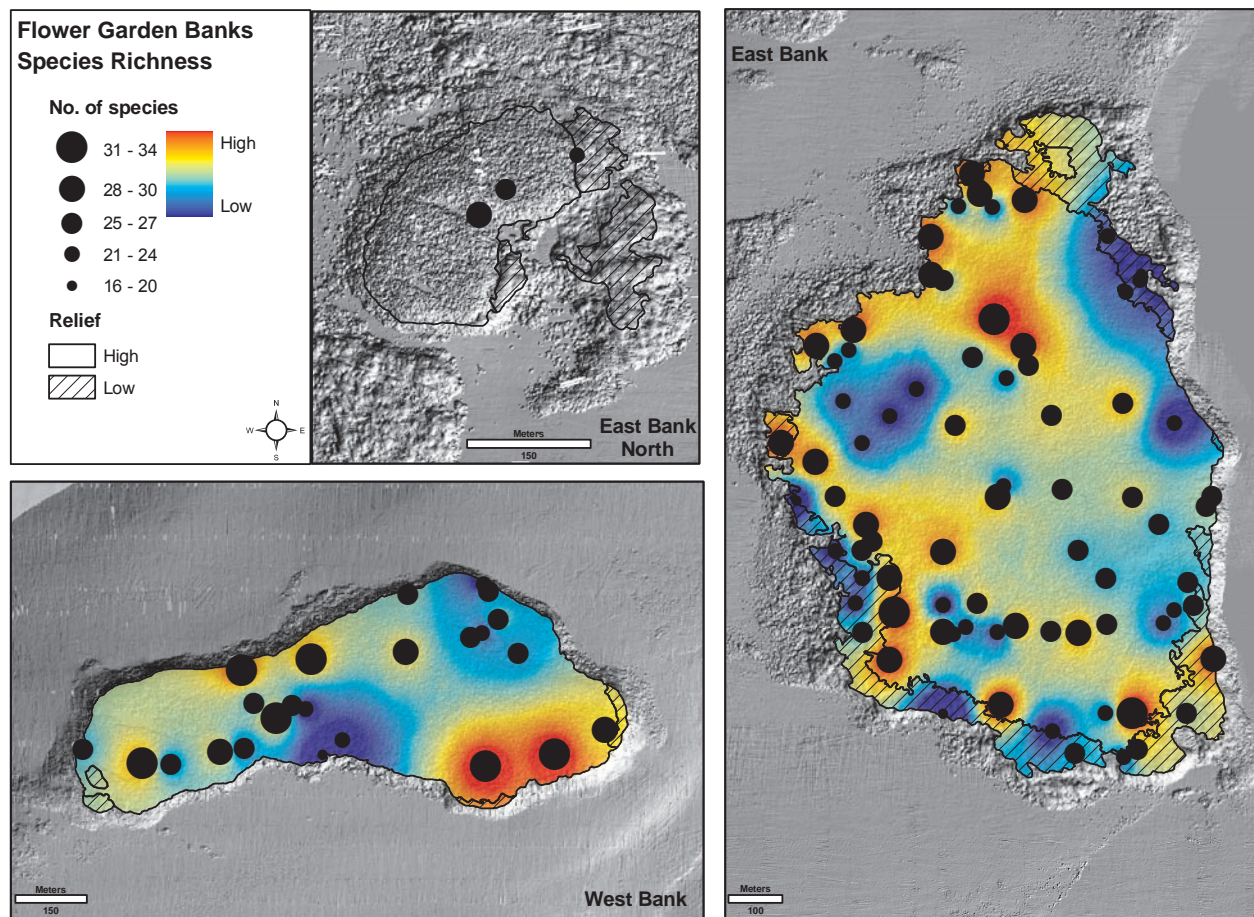 Flower Garden Banks
Species Richness
No. of species
31 - 34
28 - 30
25 - 27
21 - 24
16 - 20
High
Low
Relief
High
Low
N
W E
S
Meters
150
East Bank
North
Meters
150
West Bank
East Bank
Meters
100